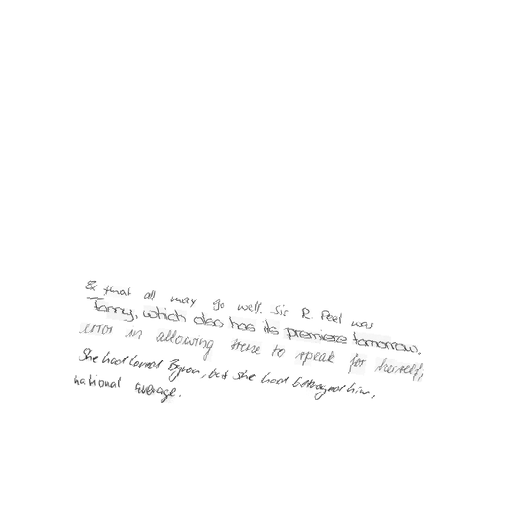 & that all may go well. Sir R. Peel was
Fanny, which also has its premiere tomorrow.
error in allowing Irene to speak for herself,
She had loved Byron, but she had betrayed him,
national average.